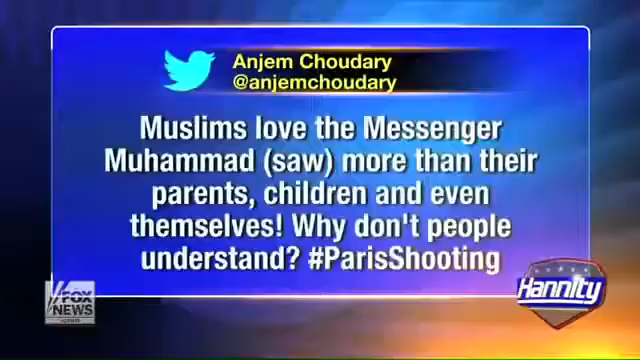 Anjem Choudary
@anjemchoudary
Muslims love the Messenger
Muhammad (saw) more than their
parents, children and even
themselves! Why don't people
understand? #ParisShooting
Hannity
FOX
NEWS